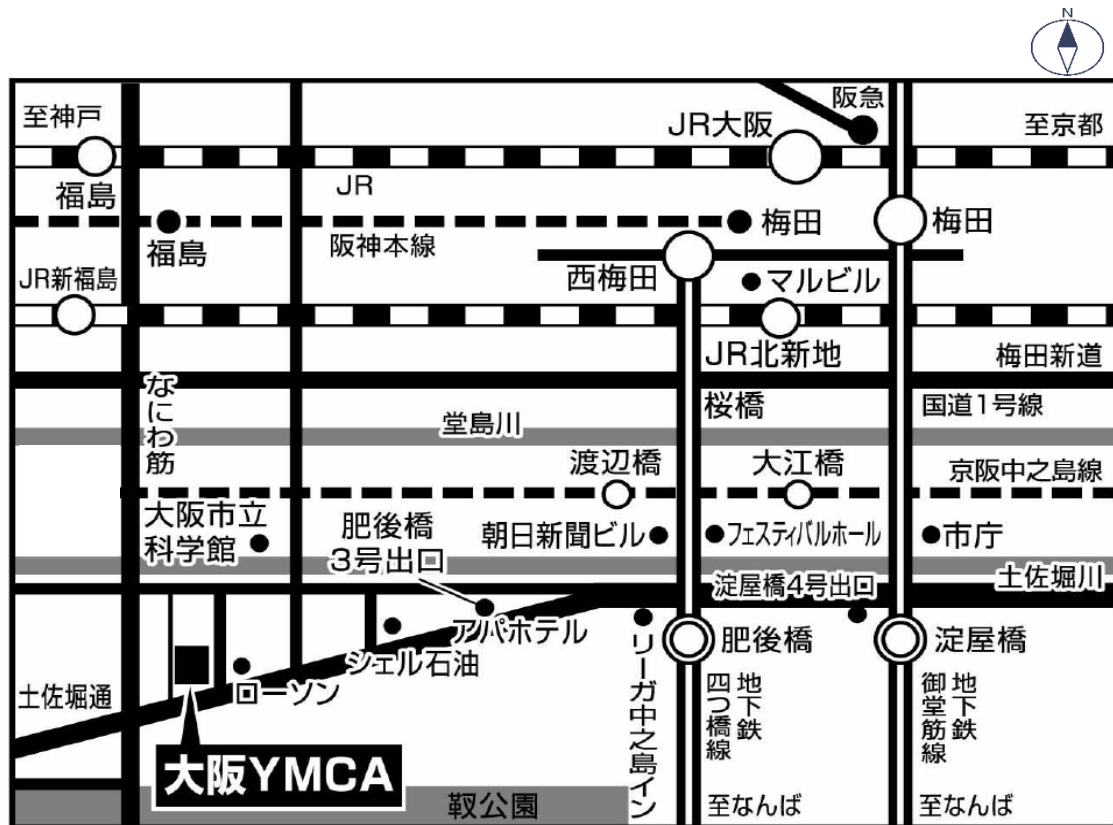 N
阪急
至神戸
JR大阪
至京都
福島
JR
梅田
梅田
福島
阪神本線
JR新福島
西梅田
マルビル
JR北新地
梅田新道
なにわ筋
桜橋
国道1号線
堂島川
渡辺橋
大江橋
京阪中之島線
大阪市立
科学館
肥後橋
3号出口
朝日新聞ビル
フェスティバルホール
市庁
土佐堀川
淀屋橋4号出口
アパホテル
シェル石油
ローソン
リーガ中之島イン
肥後橋
淀屋橋
土佐堀通
地下鉄
四つ橋線
地下鉄
御堂筋線
大阪YMCA
靱公園
至なんば
至なんば